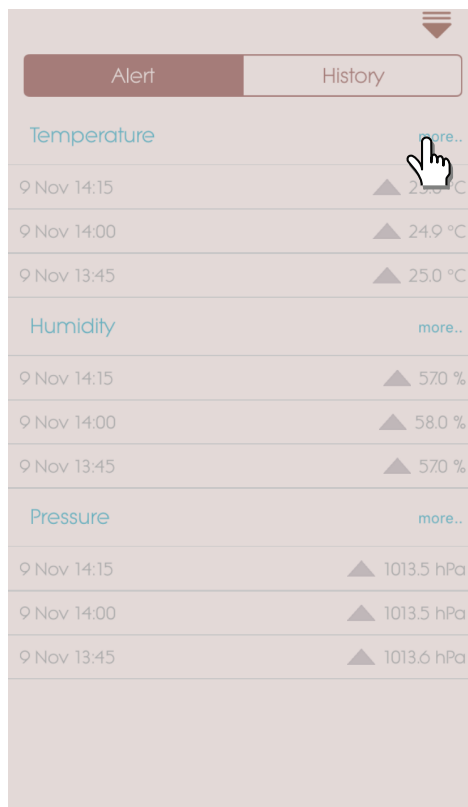 Alert History
Temperature more..
9 Nov 14:15 °C
9 Nov 14:00 24.9 °C
9 Nov 13:45 25.0 °C
Humidity more..
9 Nov 14:15 57.0 %
9 Nov 14:00 58.0 %
9 Nov 13:45 57.0 %
Pressure more..
9 Nov 14:15 1013.5 hPa
9 Nov 14:00 1013.5 hPa
9 Nov 13:45 1013.6 hPa